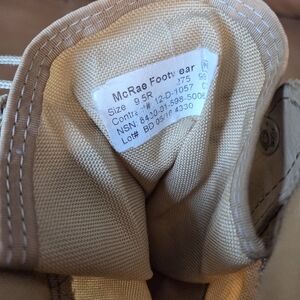 McRae Footwear
Size 9.5R
Contract# 12-D-1057
NSN: 8430-01-598-5006
Lot# BD 05/16 4330